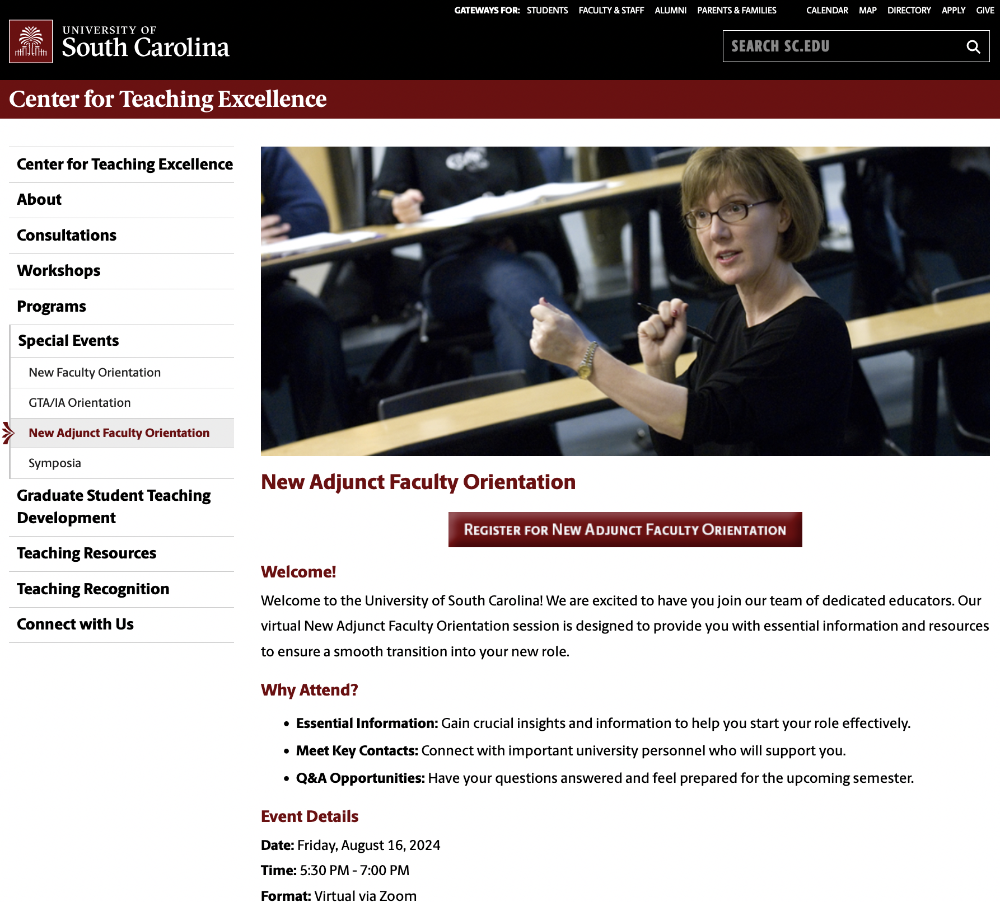 GATEWAYS FOR: STUDENTS FACULTY & STAFF ALUMNI PARENTS & FAMILIES CALENDAR MAP DIRECTORY APPLY GIVE
UNIVERSITY OF
South Carolina
SEARCH SC.EDU
Center for Teaching Excellence
Center for Teaching Excellence
About
Consultations
Workshops
Programs
Special Events
New Faculty Orientation
GTA/IA Orientation
New Adjunct Faculty Orientation
Symposia
Graduate Student Teaching
Development
Teaching Resources
Teaching Recognition
Connect with Us
New Adjunct Faculty Orientation
REGISTER FOR NEW ADJUNCT FACULTY ORIENTATION
Welcome!
Welcome to the University of South Carolina! We are excited to have you join our team of dedicated educators. Our
virtual New Adjunct Faculty Orientation session is designed to provide you with essential information and resources
to ensure a smooth transition into your new role.
Why Attend?
• Essential Information: Gain crucial insights and information to help you start your role effectively.
• Meet Key Contacts: Connect with important university personnel who will support you.
• Q&A Opportunities: Have your questions answered and feel prepared for the upcoming semester.
Event Details
Date: Friday, August 16, 2024
Time: 5:30 PM - 7:00 PM
Format: Virtual via Zoom